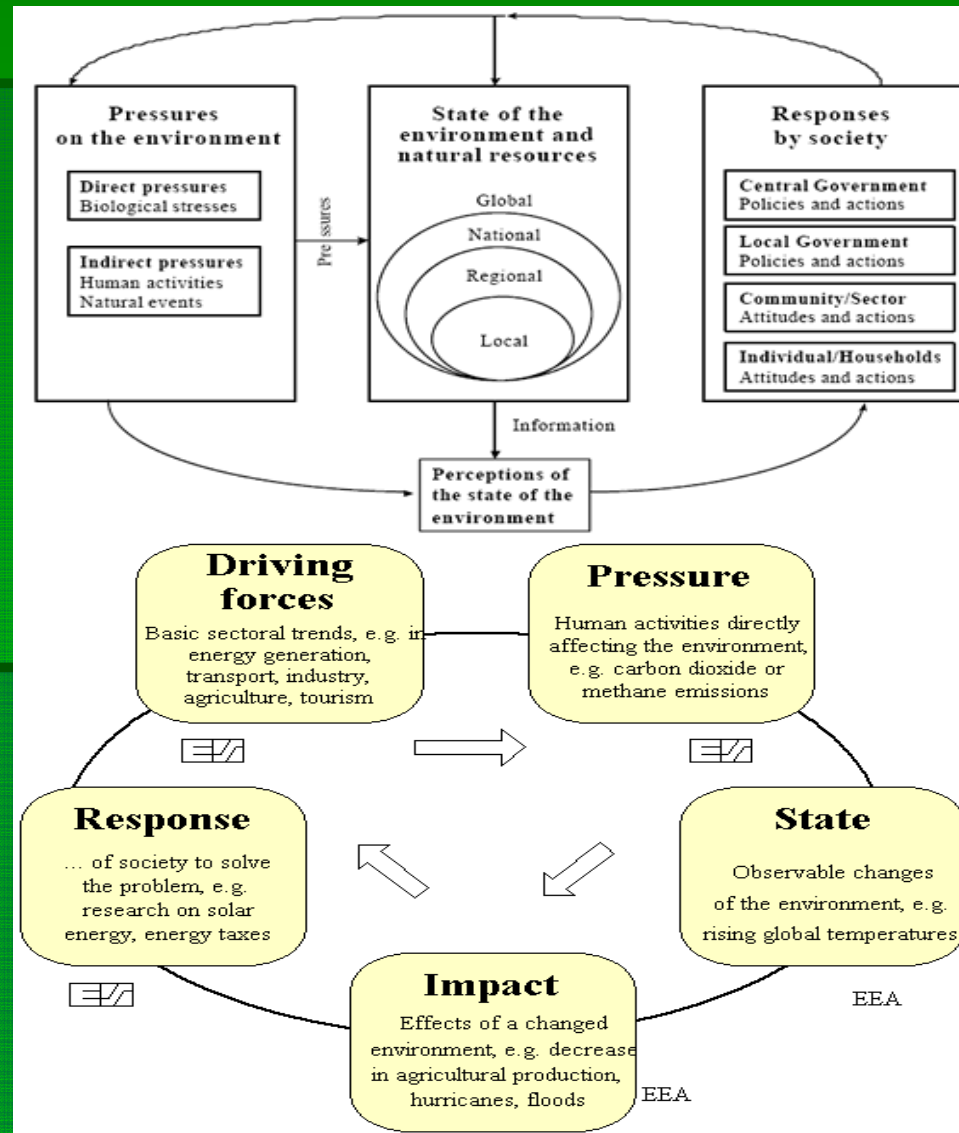 Pressures
on the environment
Direct pressures
Biological stresses
Indirect pressures
Human activities
Natural events
Pressures
State of the
environment and
natural resources
Global
National
Regional
Local
Responses
by society
Central Government
Policies and actions
Local Government
Policies and actions
Community/Sector
Attitudes and actions
Individual/Households
Attitudes and actions
Information
Perceptions of
the state of the
environment
Driving
forces
Basic sectoral trends, e.g. in
energy generation,
transport, industry,
agriculture, tourism
Pressure
Human activities directly
affecting the environment,
e.g. carbon dioxide or
methane emissions
State
Observable changes
of the environment, e.g.
rising global temperatures
EEA
Impact
Effects of a changed
environment, e.g. decrease
in agricultural production,
hurricanes, floods
EEA
Response
... of society to solve
the problem, e.g.
research on solar
energy, energy taxes